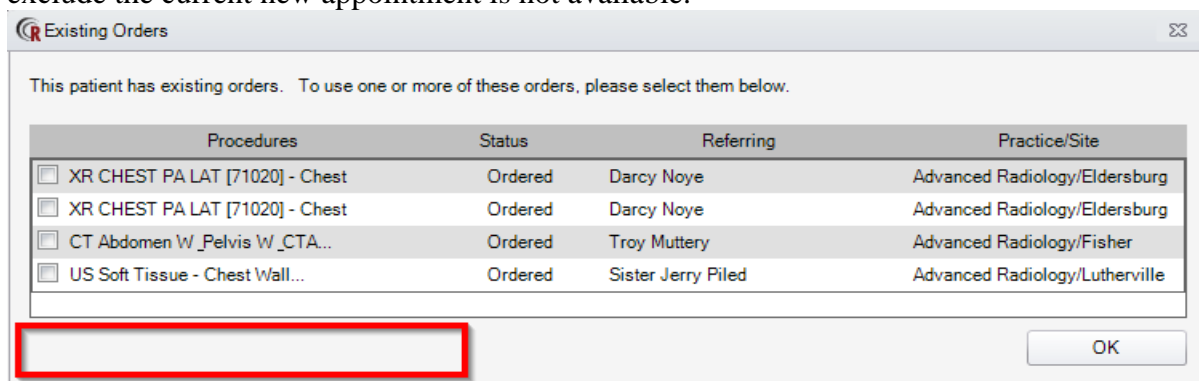 exclude the current new appointment is not available.
Existing Orders
This patient has existing orders. To use one or more of these orders, please select them below.
Procedures Status Referring Practice/Site
XR CHEST PA LAT [71020] - Chest Ordered Darcy Noye Advanced Radiology/Eldersburg
XR CHEST PA LAT [71020] - Chest Ordered Darcy Noye Advanced Radiology/Eldersburg
CT Abdomen W_Pelvis W_CTA... Ordered Troy Muttery Advanced Radiology/Fisher
US Soft Tissue - Chest Wall... Ordered Sister Jerry Piled Advanced Radiology/Lutherville
OK